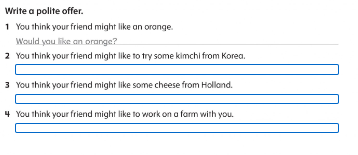 Write a polite offer.
1 You think your friend might like an orange.
Would you like an orange?
2 You think your friend might like to try some kimchi from Korea.
3 You think your friend might like some cheese from Holland.
4 You think your friend might like to work on a farm with you.